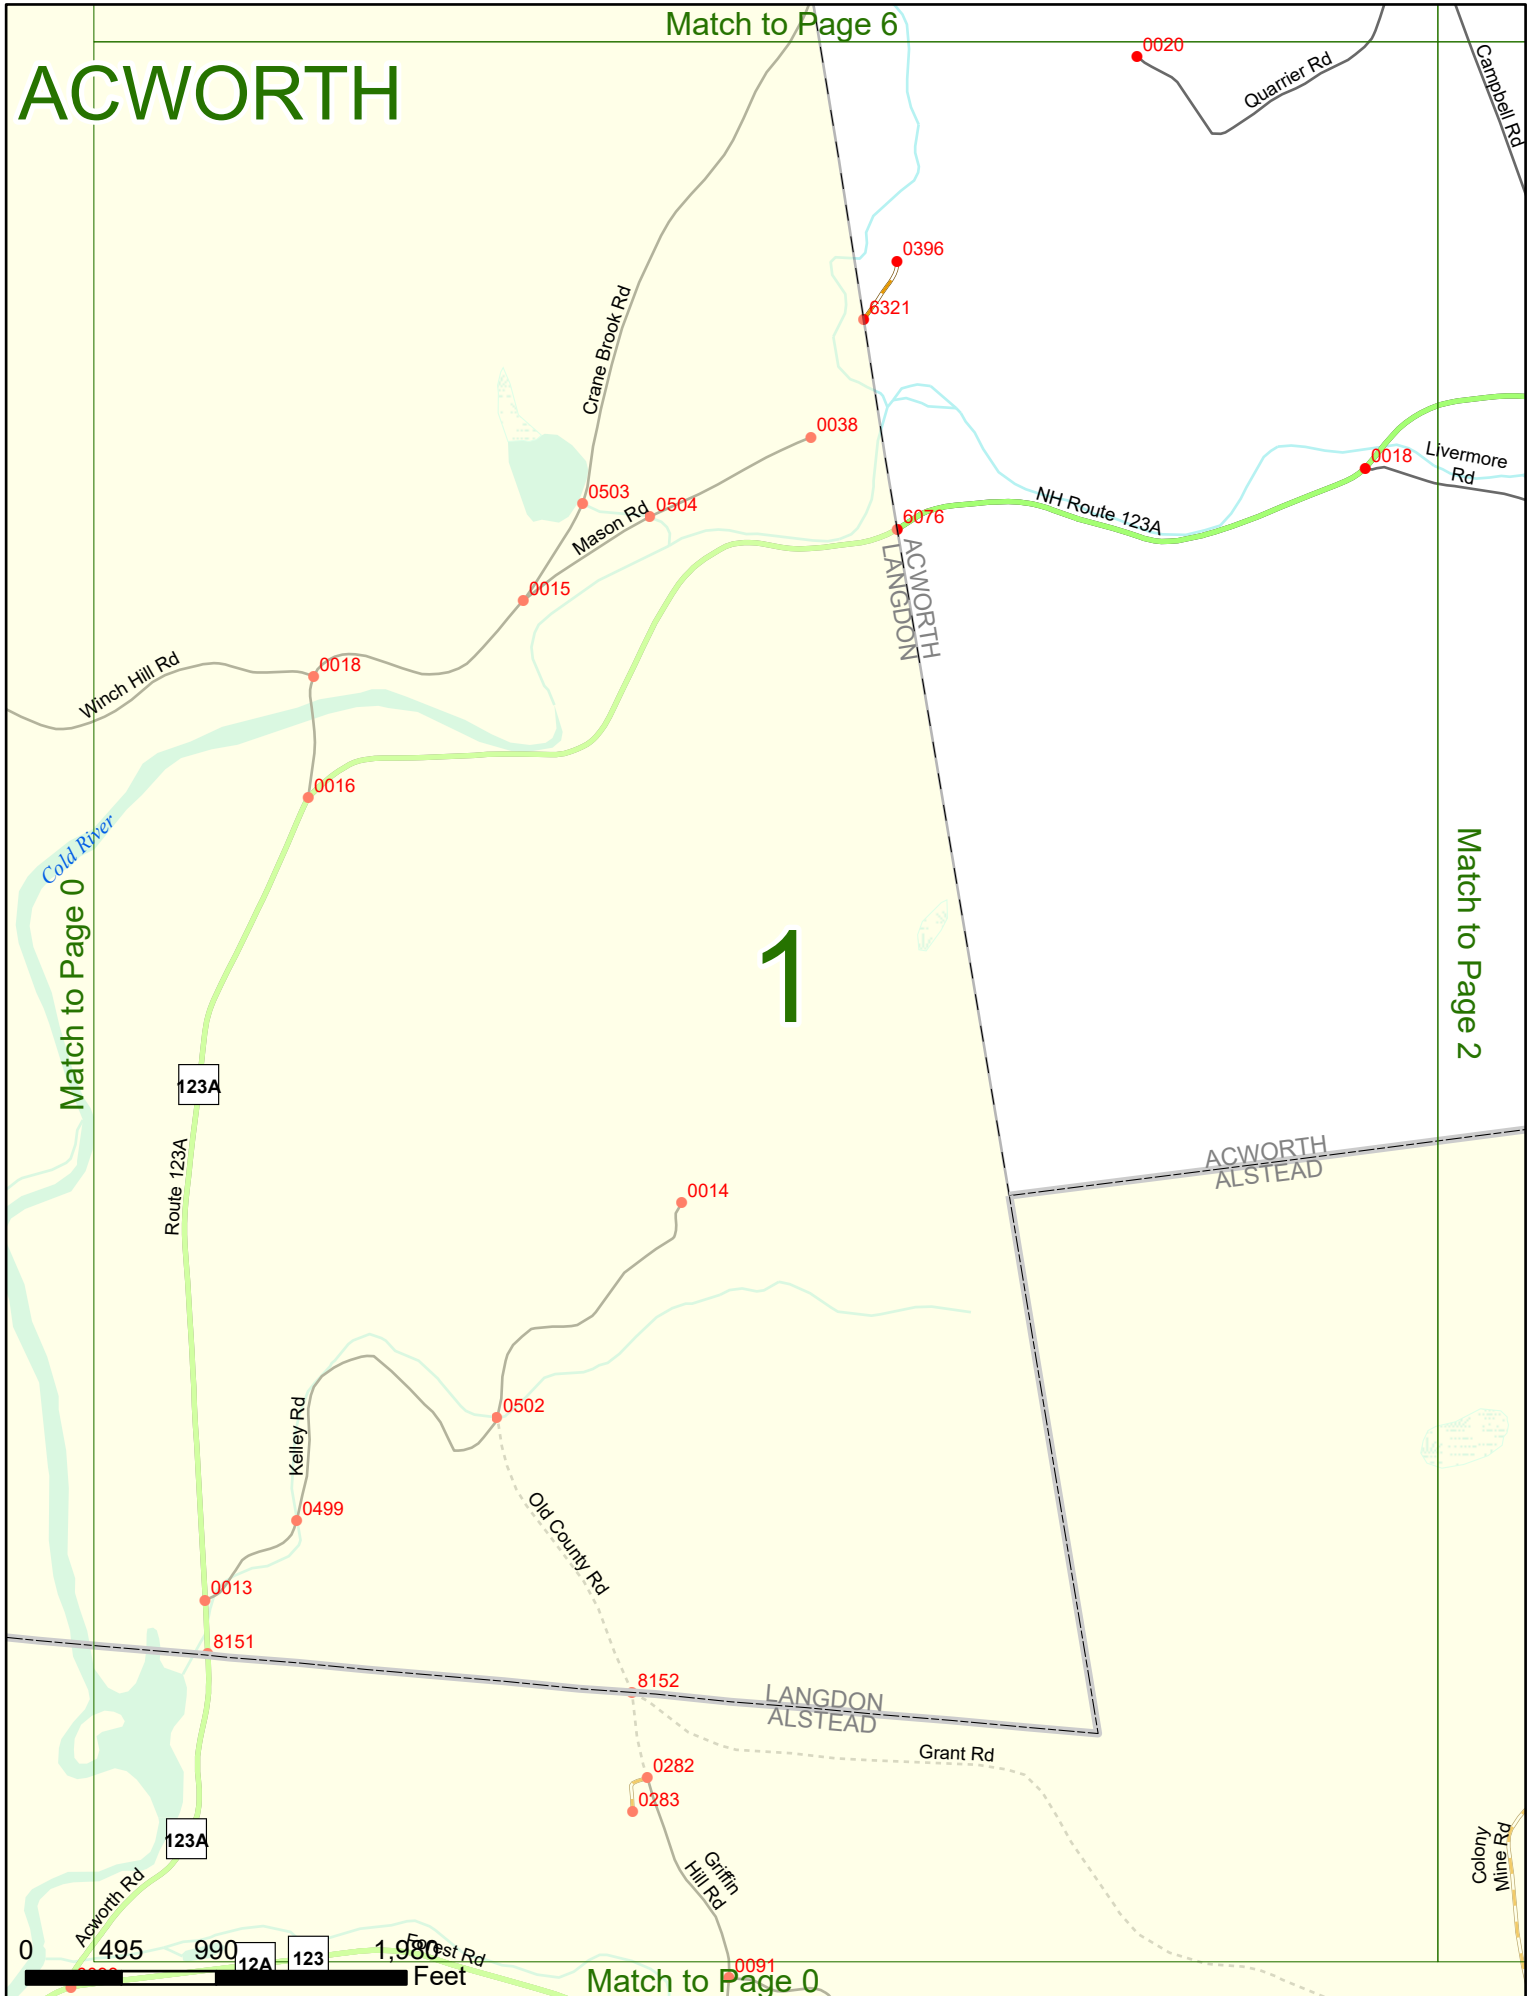 Match to Page 6
ACWORTH
0020
Quarrier Rd
Campbell Rd
0396
6321
Crane Brook Rd
0038
0503
0504
Mason Rd
0018
Livermore
Rd
NH Route 123A
6076
ACWORTH
LANGDON
0015
0018
Winch Hill Rd
0016
Cold River
Match to Page 0
1
Match to Page 2
123A
Route 123A
ACWORTH
ALSTEAD
0014
0502
Kelley Rd
0499
Old County Rd
0013
8151
8152
LANGDON
ALSTEAD
Grant Rd
0282
0283
123A
Griffin
Hill Rd
Colony
Mine Rd
Acworth Rd
Forest Rd
0 495 990 1,980
Feet
12A
123
0091
Match to Page 0